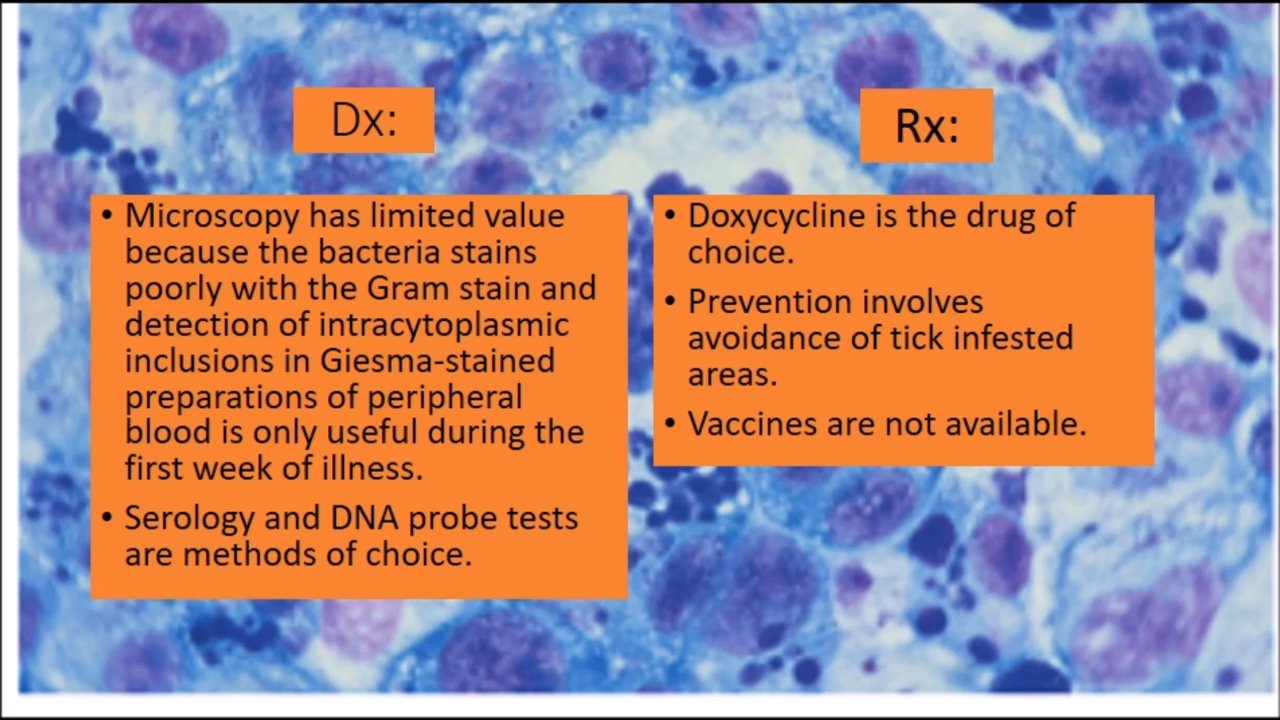 Dx:
• Microscopy has limited value
because the bacteria stains
poorly with the Gram stain and
detection of intracytoplasmic
inclusions in Giesma-stained
preparations of peripheral
blood is only useful during the
first week of illness.
• Serology and DNA probe tests
are methods of choice.
Rx:
• Doxycycline is the drug of
choice.
• Prevention involves
avoidance of tick infested
areas.
• Vaccines are not available.